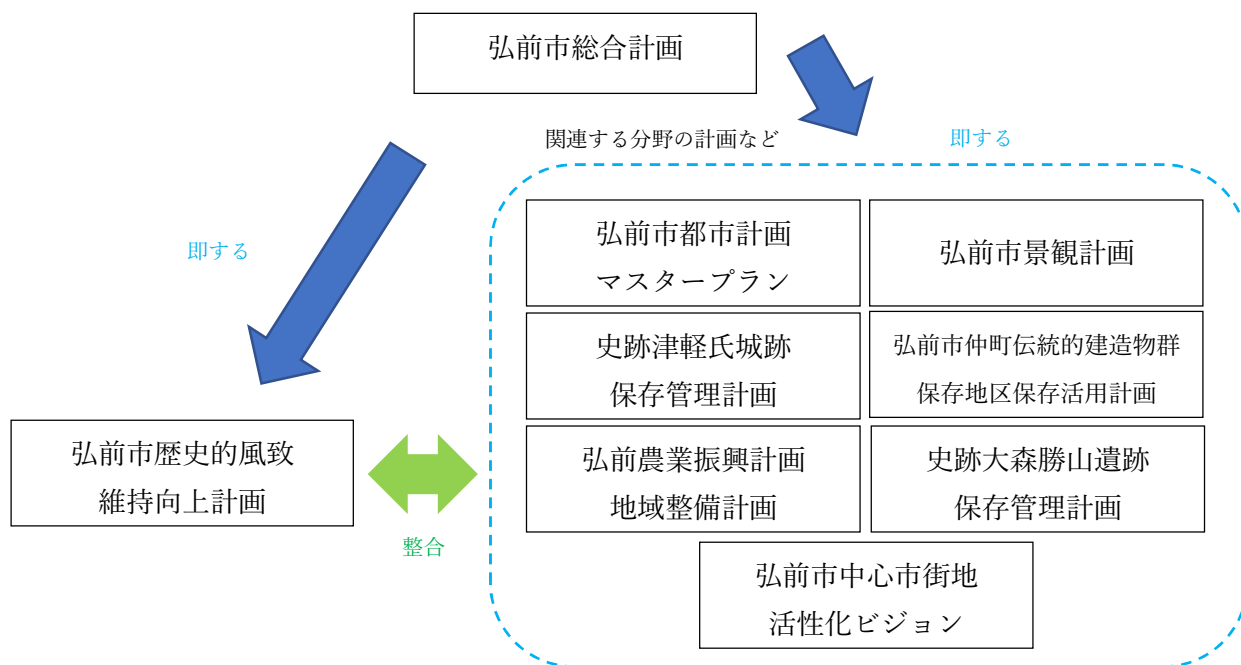 弘前市総合計画
関連する分野の計画など
即する
即する
弘前市都市計画
マスタープラン
弘前市景観計画
史跡津軽氏城跡
保存管理計画
弘前市仲町伝統的建造物群
保存地区保存活用計画
弘前市歴史的風致
維持向上計画
整合
弘前農業振興計画
地域整備計画
史跡大森勝山遺跡
保存管理計画
弘前市中心市街地
活性化ビジョン